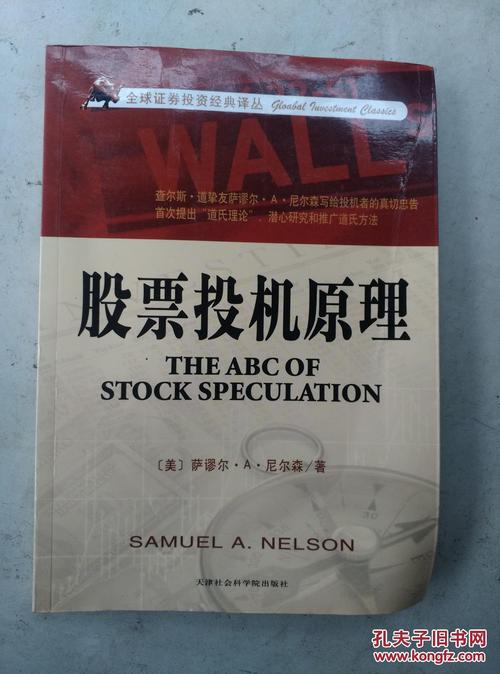 全球证券投资经典译丛 Gloabal Investment Classics
WALL
查尔斯·道挚友萨谬尔·A·尼尔森写给投机者的真切忠告
首次提出“道氏理论”，潜心研究和推广道氏方法
股票投机原理
THE ABC OF
STOCK SPECULATION
〔美〕萨谬尔·A·尼尔森/著
30
SAMUEL A. NELSON
天津社会科学院出版社
孔夫子旧书网
www.kongfz.com